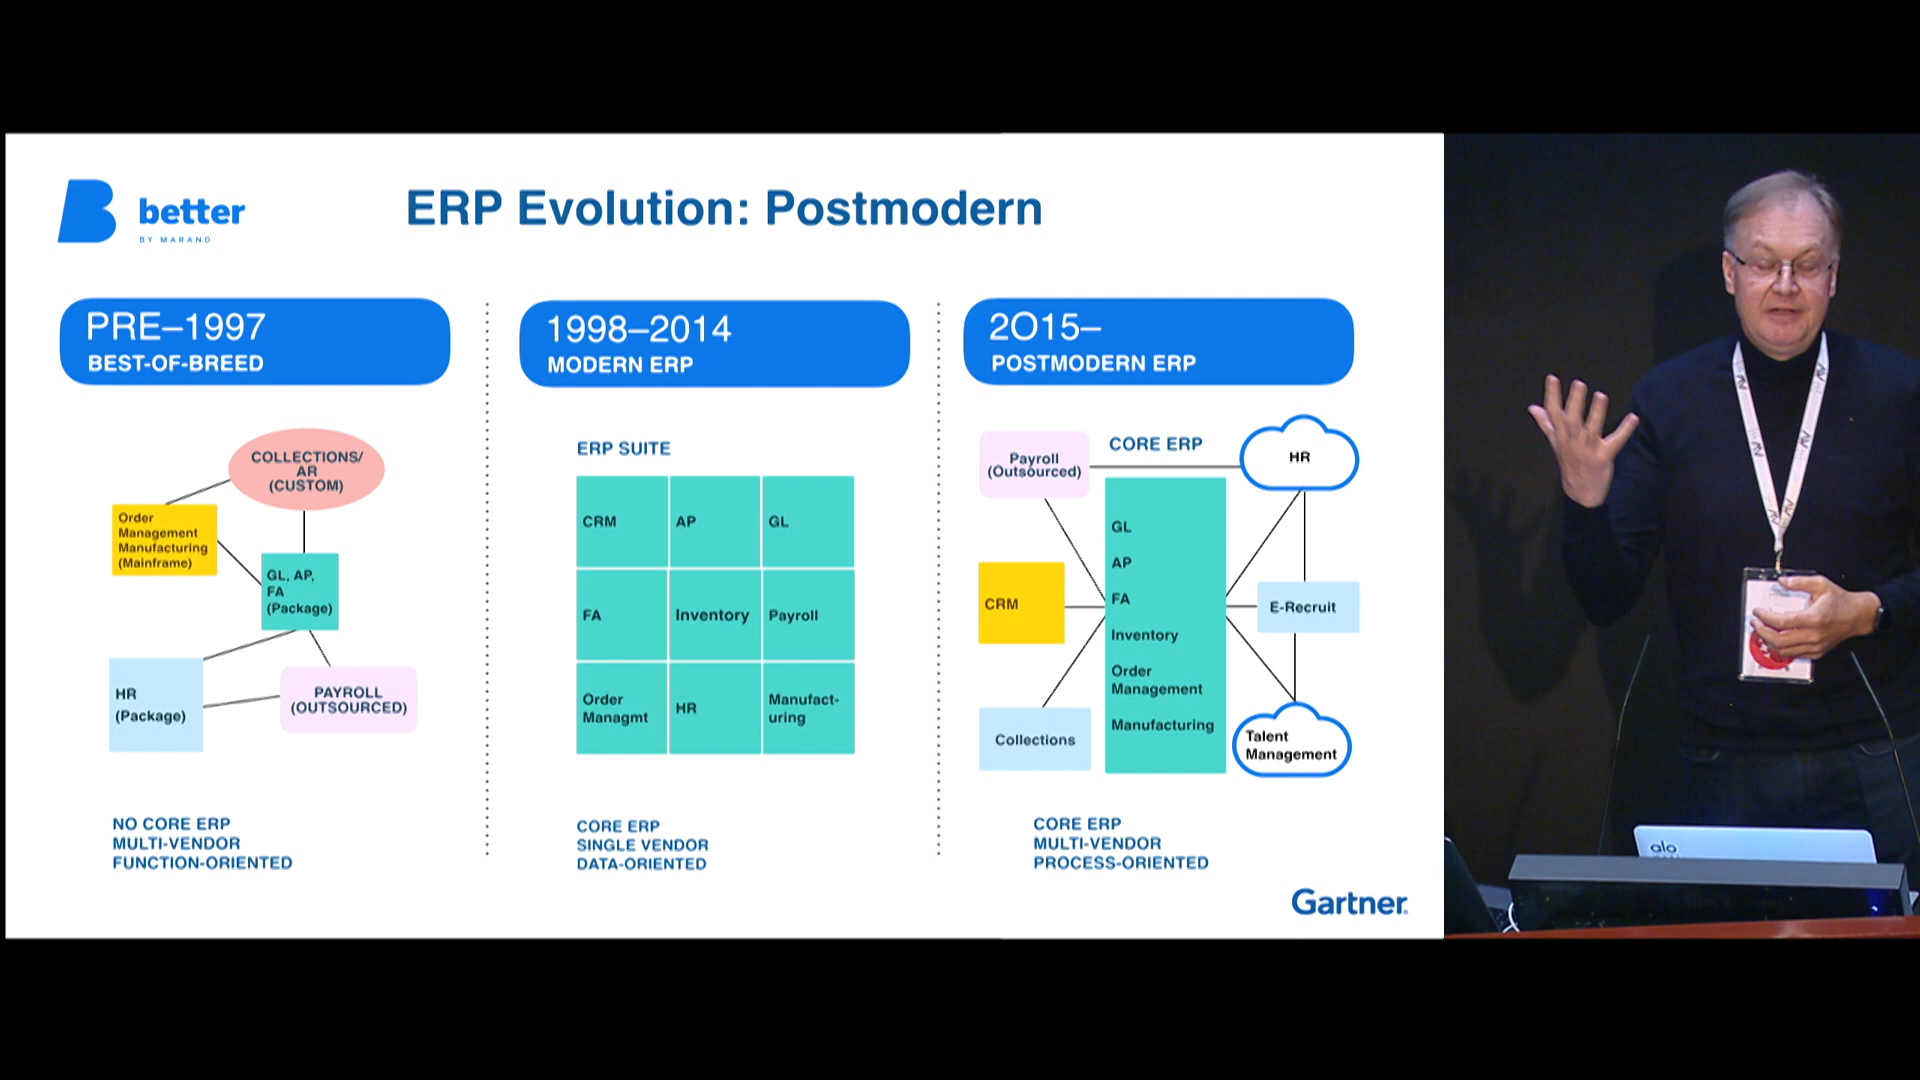 better
BY MARAND
ERP Evolution: Postmodern
PRE–1997
BEST-OF-BREED
COLLECTIONS/
AR
(CUSTOM)
Order
Management
Manufacturing
(Mainframe)
GL, AP,
FA
(Package)
HR
(Package)
PAYROLL
(OUTSOURCED)
NO CORE ERP
MULTI-VENDOR
FUNCTION-ORIENTED
1998–2014
MODERN ERP
ERP SUITE
CRM
AP
GL
FA
Inventory
Payroll
Order
Managmt
HR
Manufact-
uring
CORE ERP
SINGLE VENDOR
DATA-ORIENTED
2O15–
POSTMODERN ERP
Payroll
(Outsourced)
CORE ERP
HR
CRM
GL
AP
FA
Inventory
Order
Management
Manufacturing
E-Recruit
Collections
Talent
Management
CORE ERP
MULTI-VENDOR
PROCESS-ORIENTED
Gartner
alo